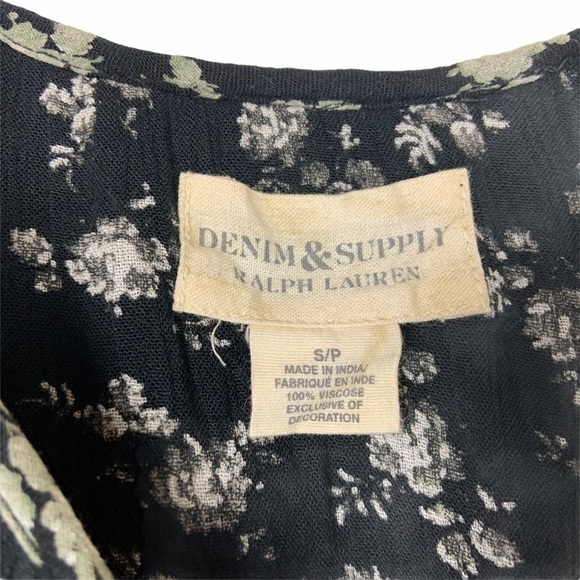 DENIM & SUPPLY
RALPH LAUREN
S/P
MADE IN INDIA/
FABRIQUÉ EN INDE
100% VISCOSE
EXCLUSIVE OF
DECORATION